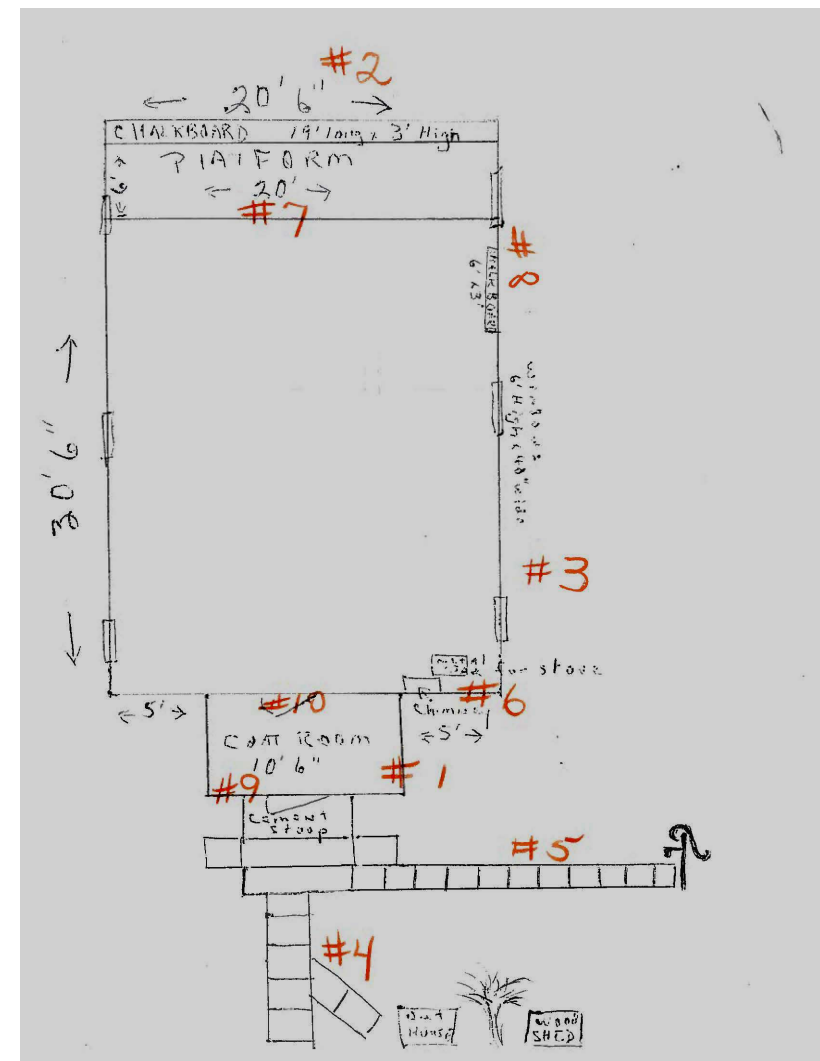 #2
20' 6"
CHALKBOARD 19' long x 3' High
PLATFORM
6'
20'
#7
#8
CHALK BOARD
6' x 3'
windows
6' High x 40" wide
30' 6"
#3
stove
#10
#6
5'
Chimney
5'
COAT ROOM
10' 6"
#1
#9
Cement
stoop
#5
#4
Out
House
wood
SHED